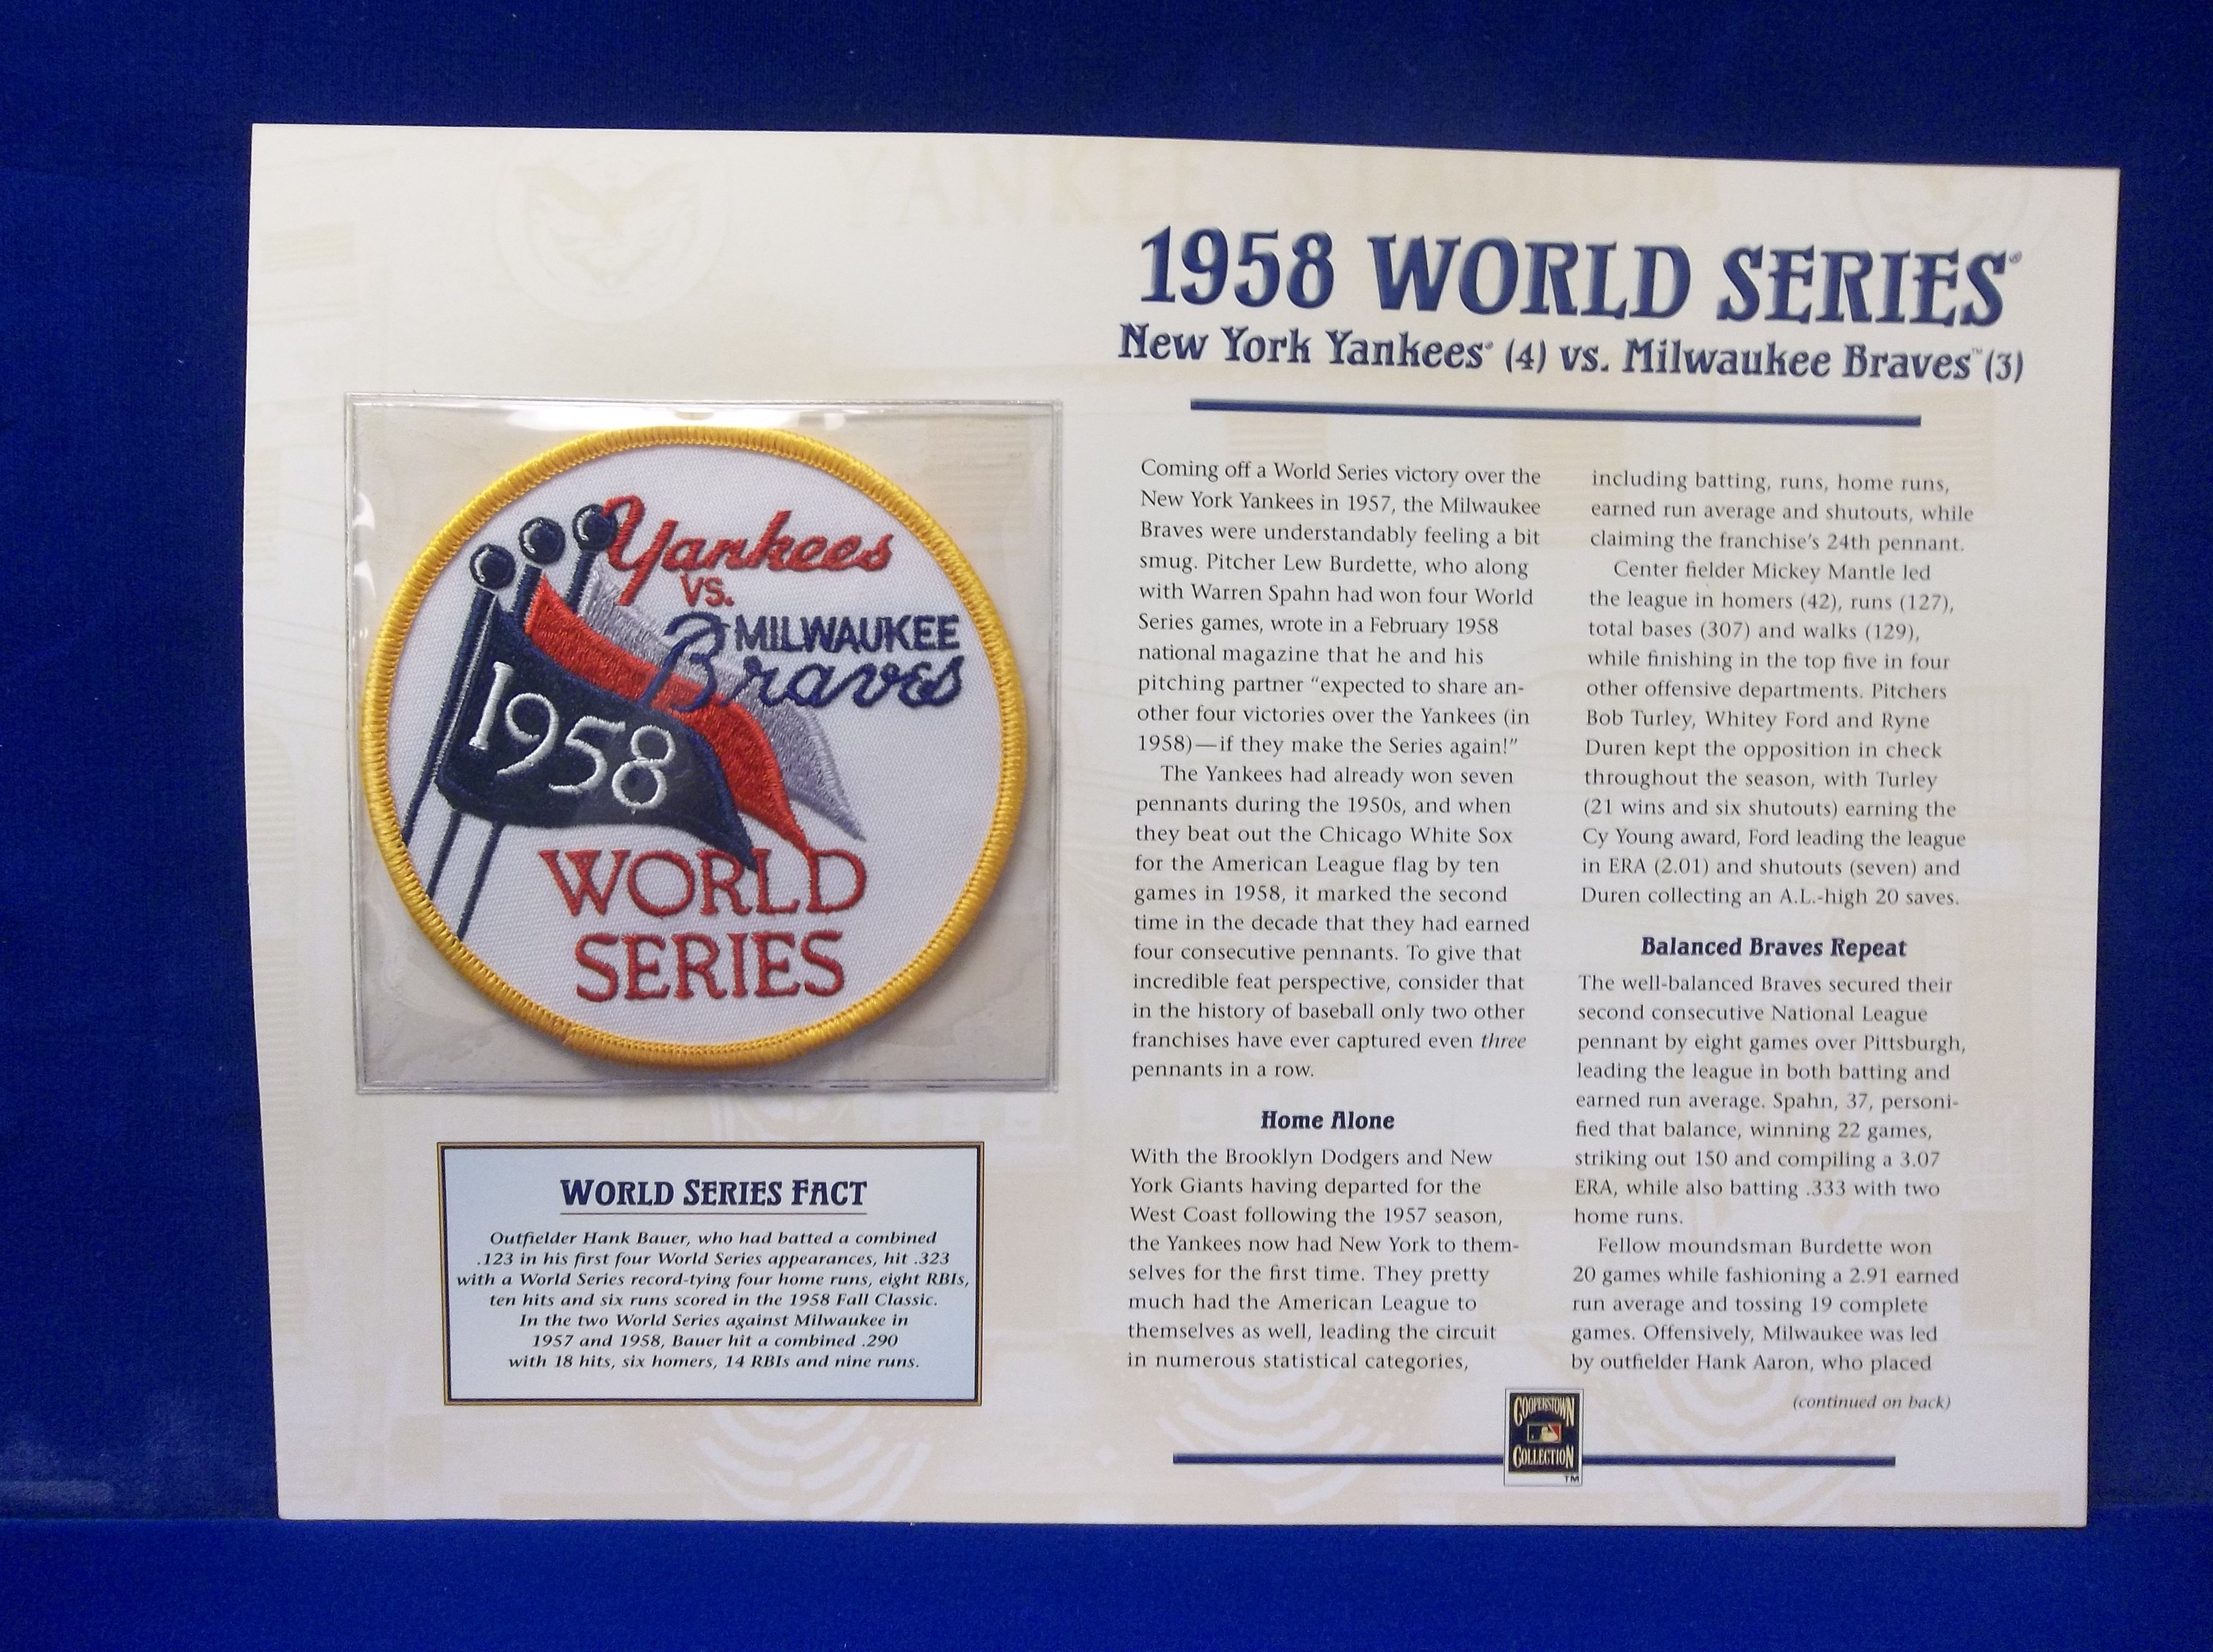 YANKEE STADIUM
1958 WORLD SERIES®
New York Yankees® (4) vs. Milwaukee Braves™ (3)
Yankees
VS.
MILWAUKEE
Braves
1958
WORLD
SERIES
WORLD SERIES FACT
Outfielder Hank Bauer, who had batted a combined
.123 in his first four World Series appearances, hit .323
with a World Series record-tying four home runs, eight RBIs,
ten hits and six runs scored in the 1958 Fall Classic.
In the two World Series against Milwaukee in
1957 and 1958, Bauer hit a combined .290
with 18 hits, six homers, 14 RBIs and nine runs.
Coming off a World Series victory over the
New York Yankees in 1957, the Milwaukee
Braves were understandably feeling a bit
smug. Pitcher Lew Burdette, who along
with Warren Spahn had won four World
Series games, wrote in a February 1958
national magazine that he and his
pitching partner “expected to share an-
other four victories over the Yankees (in
1958)—if they make the Series again!”
The Yankees had already won seven
pennants during the 1950s, and when
they beat out the Chicago White Sox
for the American League flag by ten
games in 1958, it marked the second
time in the decade that they had earned
four consecutive pennants. To give that
incredible feat perspective, consider that
in the history of baseball only two other
franchises have ever captured even three
pennants in a row.
Home Alone
With the Brooklyn Dodgers and New
York Giants having departed for the
West Coast following the 1957 season,
the Yankees now had New York to them-
selves for the first time. They pretty
much had the American League to
themselves as well, leading the circuit
in numerous statistical categories,
including batting, runs, home runs,
earned run average and shutouts, while
claiming the franchise’s 24th pennant.
Center fielder Mickey Mantle led
the league in homers (42), runs (127),
total bases (307) and walks (129),
while finishing in the top five in four
other offensive departments. Pitchers
Bob Turley, Whitey Ford and Ryne
Duren kept the opposition in check
throughout the season, with Turley
(21 wins and six shutouts) earning the
Cy Young award, Ford leading the league
in ERA (2.01) and shutouts (seven) and
Duren collecting an A.L.-high 20 saves.
Balanced Braves Repeat
The well-balanced Braves secured their
second consecutive National League
pennant by eight games over Pittsburgh,
leading the league in both batting and
earned run average. Spahn, 37, personi-
fied that balance, winning 22 games,
striking out 150 and compiling a 3.07
ERA, while also batting .333 with two
home runs.
Fellow moundsman Burdette won
20 games while fashioning a 2.91 earned
run average and tossing 19 complete
games. Offensively, Milwaukee was led
by outfielder Hank Aaron, who placed
(continued on back)
COOPERSTOWN
COLLECTION
TM